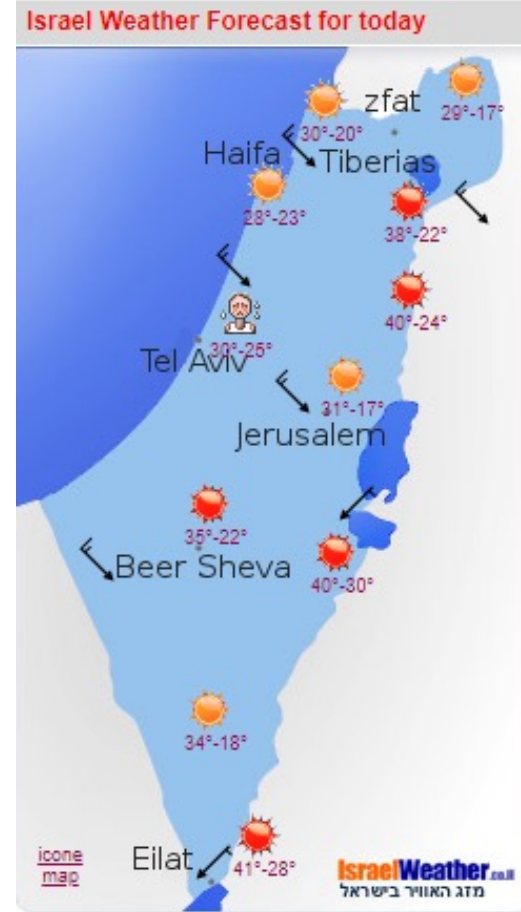 Israel Weather Forecast for today
zfat
29°-17°
30°-20°
Haifa
Tiberias
28°-23°
38°-22°
40°-24°
30°-25°
Tel Aviv
31°-17°
Jerusalem
35°-22°
Beer Sheva
40°-30°
34°-18°
Eilat
41°-28°
icone
map
IsraelWeather.co.il
מזג האוויר בישראל